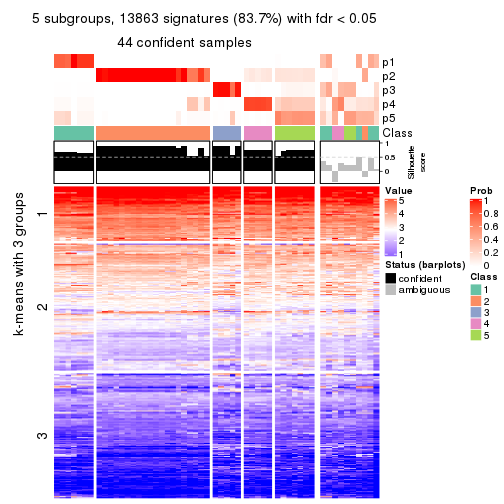 5 subgroups, 13863 signatures (83.7%) with fdr < 0.05
44 confident samples
p1
p2
p3
p4
p5
Class
1
0.5
0
Silhouette
score
k-means with 3 groups
1
2
3
Value
5
4
3
2
1
Status (barplots)
confident
ambiguous
Prob
1
0.8
0.6
0.4
0.2
0
Class
1
2
3
4
5